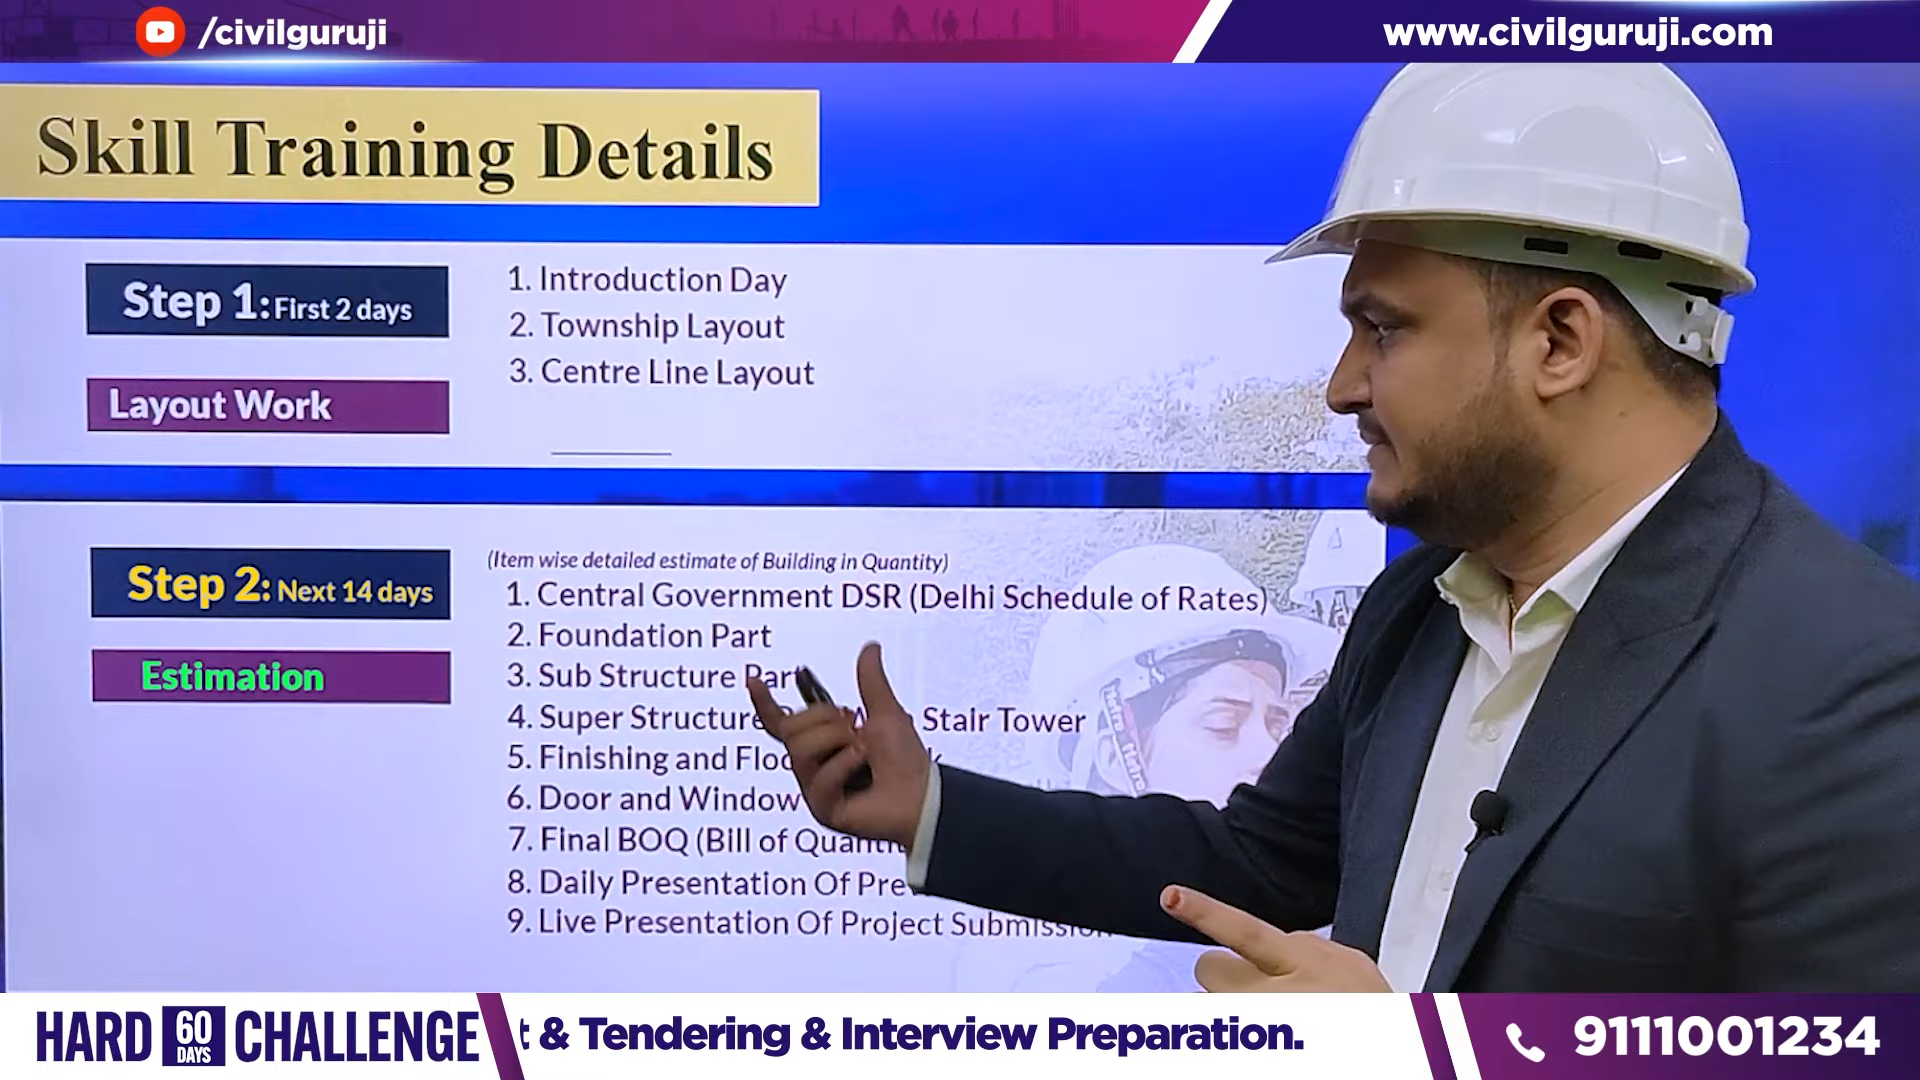 /civilguruji
www.civilguruji.com
Skill Training Details
Step 1: First 2 days
Layout Work
1. Introduction Day
2. Township Layout
3. Centre Line Layout
Step 2: Next 14 days
Estimation
(Item wise detailed estimate of Building in Quantity)
1. Central Government DSR (Delhi Schedule of Rates)
2. Foundation Part
3. Sub Structure Part
4. Super Structure Stair Tower
5. Finishing and
6. Door and Window
7. Final BOQ (Bill of
8. Daily Presentation Of
9. Live Presentation Of Project
HARD 60 DAYS CHALLENGE
& Tendering & Interview Preparation.
9111001234